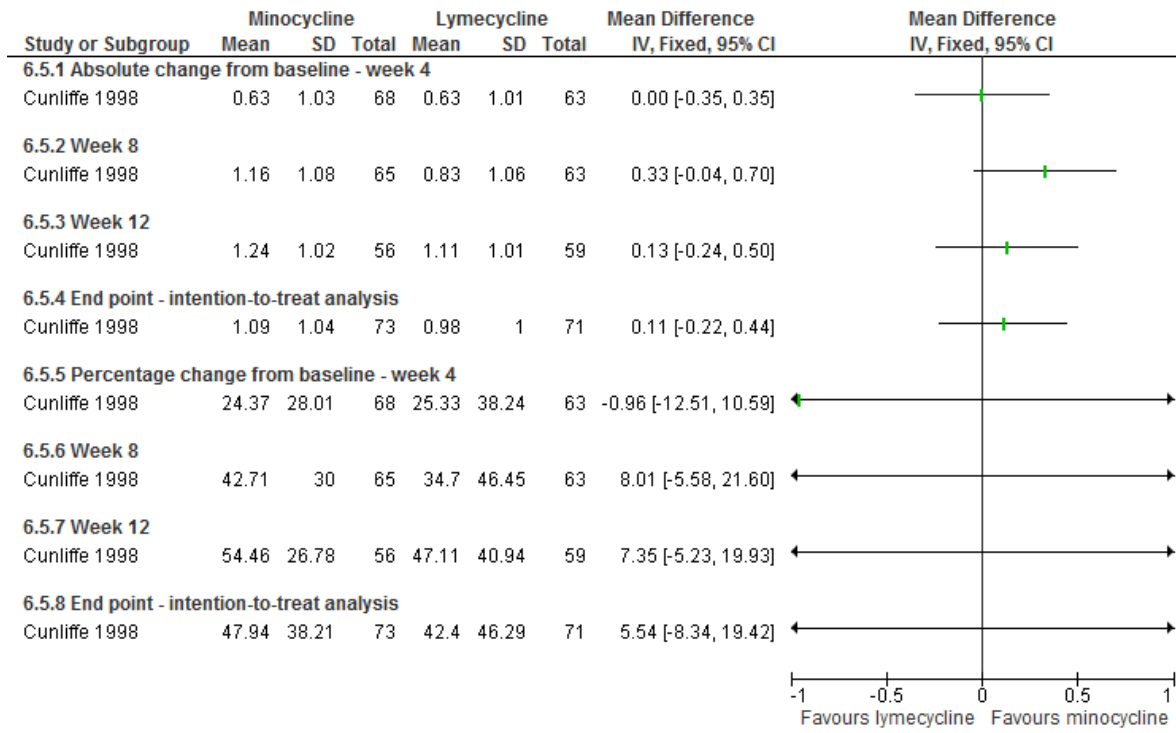 Minocycline Lymecycline Mean Difference Mean Difference
Study or Subgroup Mean SD Total Mean SD Total IV, Fixed, 95% CI IV, Fixed, 95% CI
6.5.1 Absolute change from baseline - week 4
Cunliffe 1998 0.63 1.03 68 0.63 1.01 63 0.00 [-0.35, 0.35]
6.5.2 Week 8
Cunliffe 1998 1.16 1.08 65 0.83 1.06 63 0.33 [-0.04, 0.70]
6.5.3 Week 12
Cunliffe 1998 1.24 1.02 56 1.11 1.01 59 0.13 [-0.24, 0.50]
6.5.4 End point - intention-to-treat analysis
Cunliffe 1998 1.09 1.04 73 0.98 1 71 0.11 [-0.22, 0.44]
6.5.5 Percentage change from baseline - week 4
Cunliffe 1998 24.37 28.01 68 25.33 38.24 63 -0.96 [-12.51, 10.59]
6.5.6 Week 8
Cunliffe 1998 42.71 30 65 34.7 46.45 63 8.01 [-5.58, 21.60]
6.5.7 Week 12
Cunliffe 1998 54.46 26.78 56 47.11 40.94 59 7.35 [-5.23, 19.93]
6.5.8 End point - intention-to-treat analysis
Cunliffe 1998 47.94 38.21 73 42.4 46.29 71 5.54 [-8.34, 19.42]
-1 -0.5 0 0.5 1
Favours lymecycline Favours minocycline